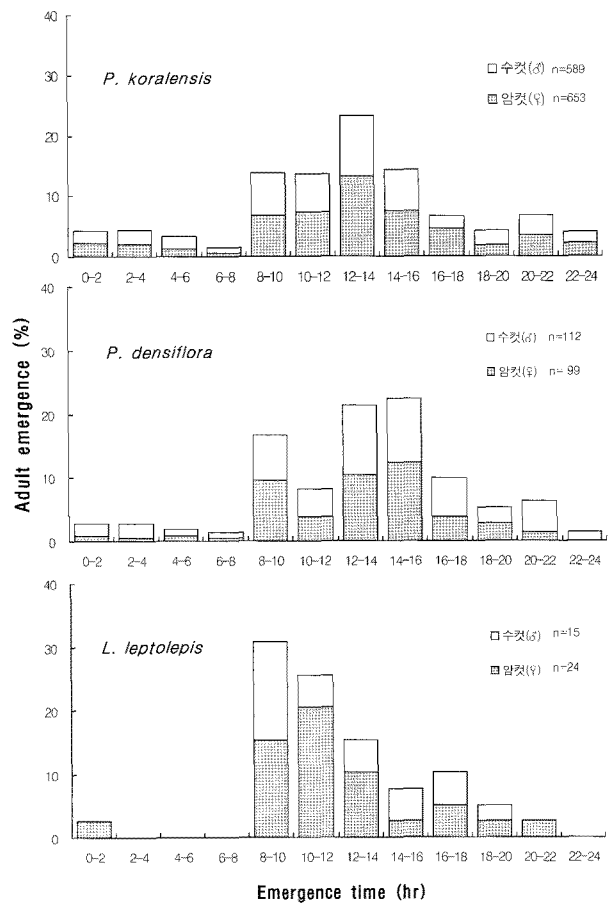 40
30
20
10
0
P. koralensis
수컷(♂) n=589
암컷(♀) n=653
0-2 2-4 4-6 6-8 8-10 10-12 12-14 14-16 16-18 18-20 20-22 22-24
Adult emergence (%)
40
30
20
10
0
P. densiflora
수컷(♂) n=112
암컷(♀) n= 99
0-2 2-4 4-6 6-8 8-10 10-12 12-14 14-16 16-18 18-20 20-22 22-24
40
30
20
10
0
L. leptolepis
수컷(♂) n=15
암컷(♀) n=24
0-2 2-4 4-6 6-8 8-10 10-12 12-14 14-16 16-18 18-20 20-22 22-24
Emergence time (hr)